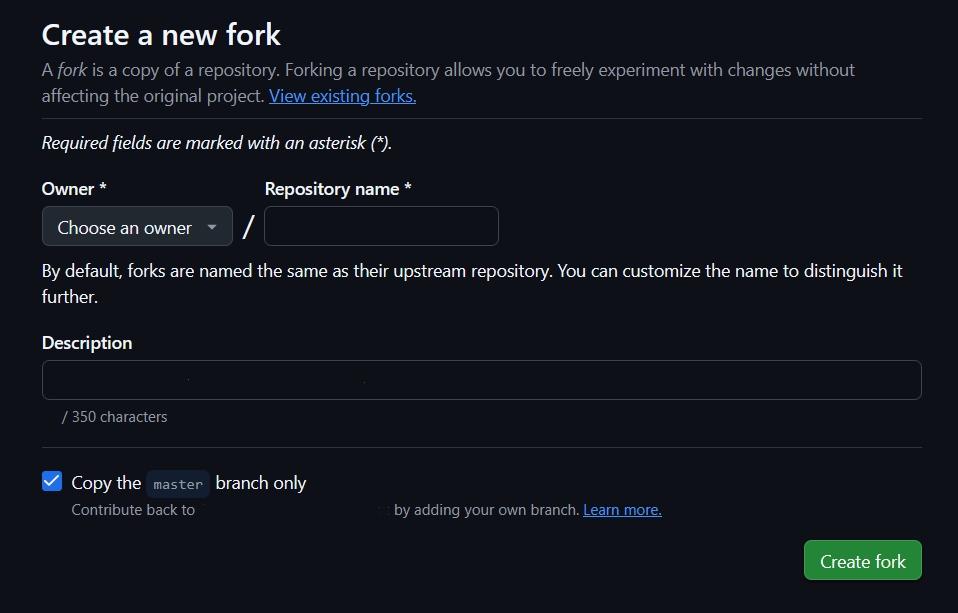 Create a new fork
A fork is a copy of a repository. Forking a repository allows you to freely experiment with changes without
affecting the original project. View existing forks.
Required fields are marked with an asterisk (*).
Owner * Repository name *
Choose an owner /
By default, forks are named the same as their upstream repository. You can customize the name to distinguish it
further.
Description
/ 350 characters
Copy the master branch only
Contribute back to by adding your own branch. Learn more.
Create fork